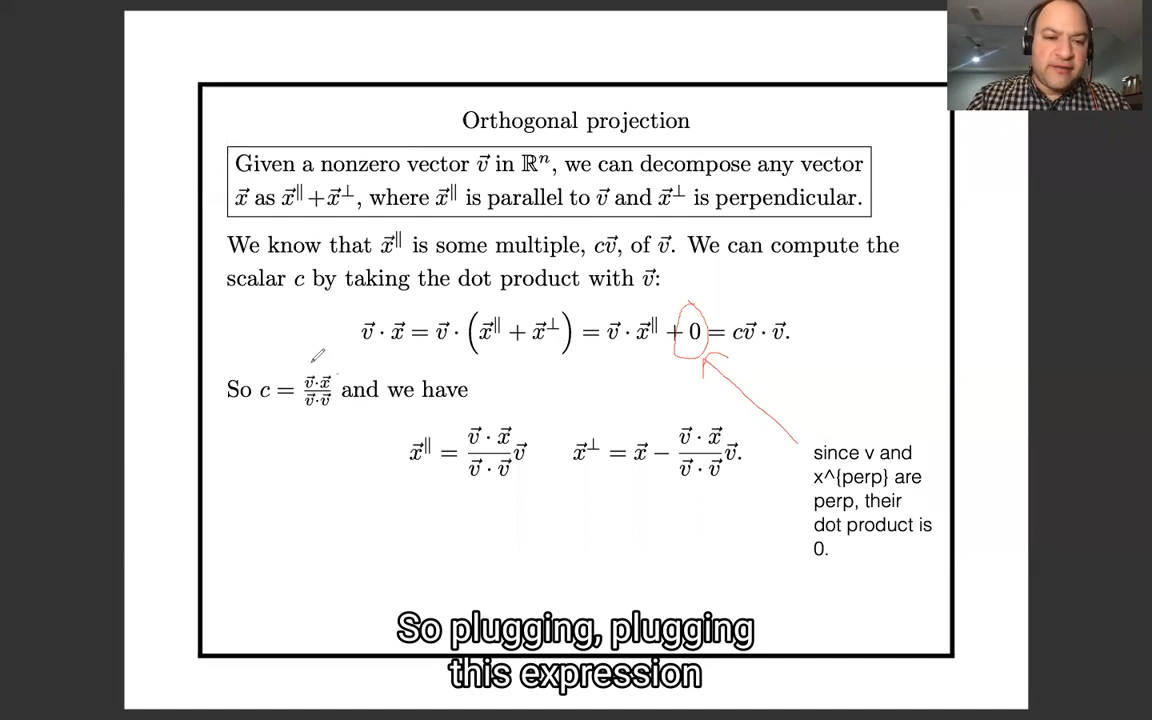 Orthogonal projection
Given a nonzero vector v⃗ in ℝⁿ, we can decompose any vector
x⃗ as x⃗^∥ + x⃗^⊥, where x⃗^∥ is parallel to v⃗ and x⃗^⊥ is perpendicular.
We know that x⃗^∥ is some multiple, cv⃗, of v⃗. We can compute the
scalar c by taking the dot product with v⃗:
v⃗ · x⃗ = v⃗ · (x⃗^∥ + x⃗^⊥) = v⃗ · x⃗^∥ + 0 = cv⃗ · v⃗.
So c = (v⃗·x⃗)/(v⃗·v⃗) and we have
x⃗^∥ = (v⃗ · x⃗)/(v⃗ · v⃗) v⃗    x⃗^⊥ = x⃗ − (v⃗ · x⃗)/(v⃗ · v⃗) v⃗.
since v and
x^{perp} are
perp, their
dot product is
0.
So plugging, plugging
this expression